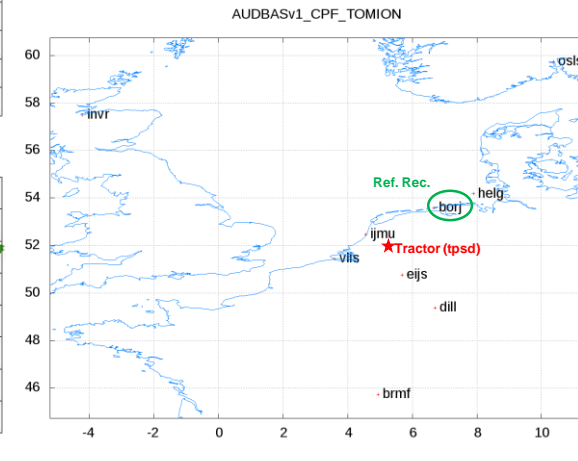 AUDBASv1_CPF_TOMION
60
osls
58
invr
56
Ref. Rec.
54
helg
borj
ijmu
52
Tractor (tpsd)
vlis
eijs
50
dill
48
46
brmf
-4 -2 0 2 4 6 8 10